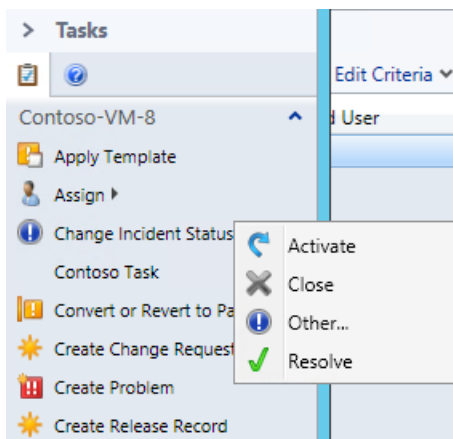 > Tasks
Edit Criteria
Contoso-VM-8
d User
Apply Template
Assign
Change Incident Status
Activate
Contoso Task
Close
Convert or Revert to Pa
Other...
Create Change Request
Resolve
Create Problem
Create Release Record